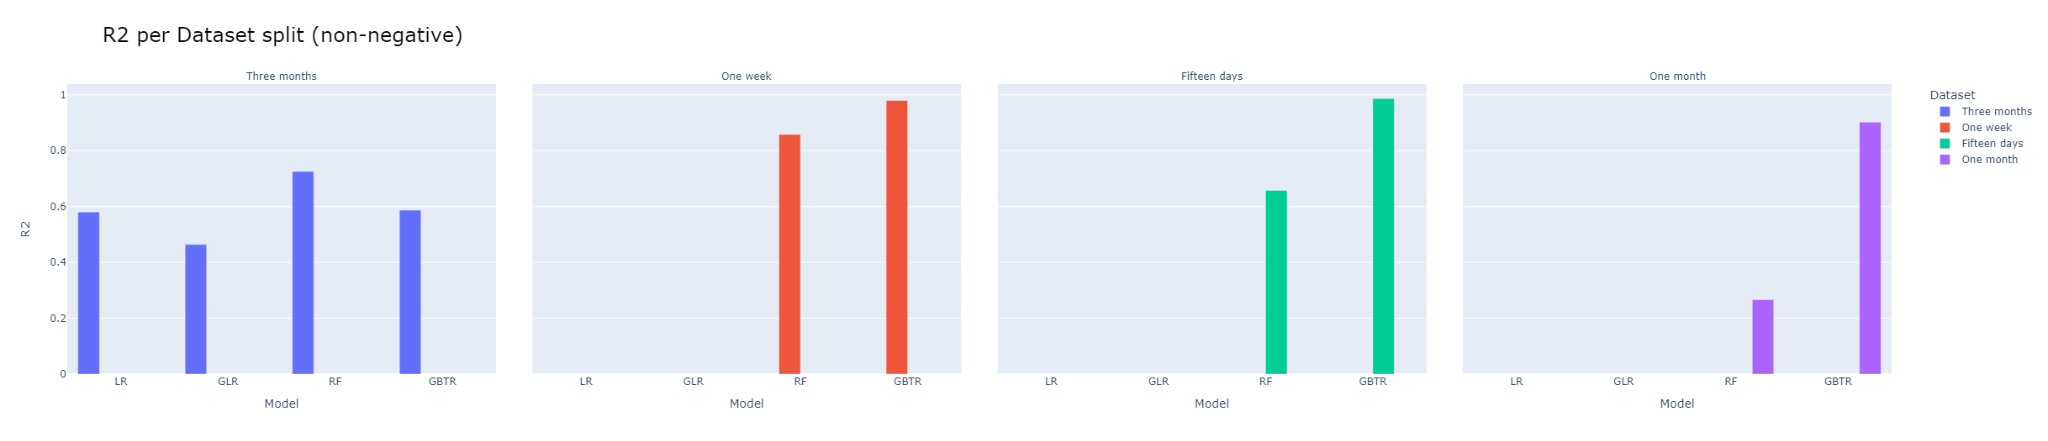 R2 per Dataset split (non-negative)
Three months
One week
Fifteen days
One month
R2
1
0.8
0.6
0.4
0.2
0
LR GLR RF GBTR
Model
LR GLR RF GBTR
Model
LR GLR RF GBTR
Model
LR GLR RF GBTR
Model
Dataset
Three months
One week
Fifteen days
One month